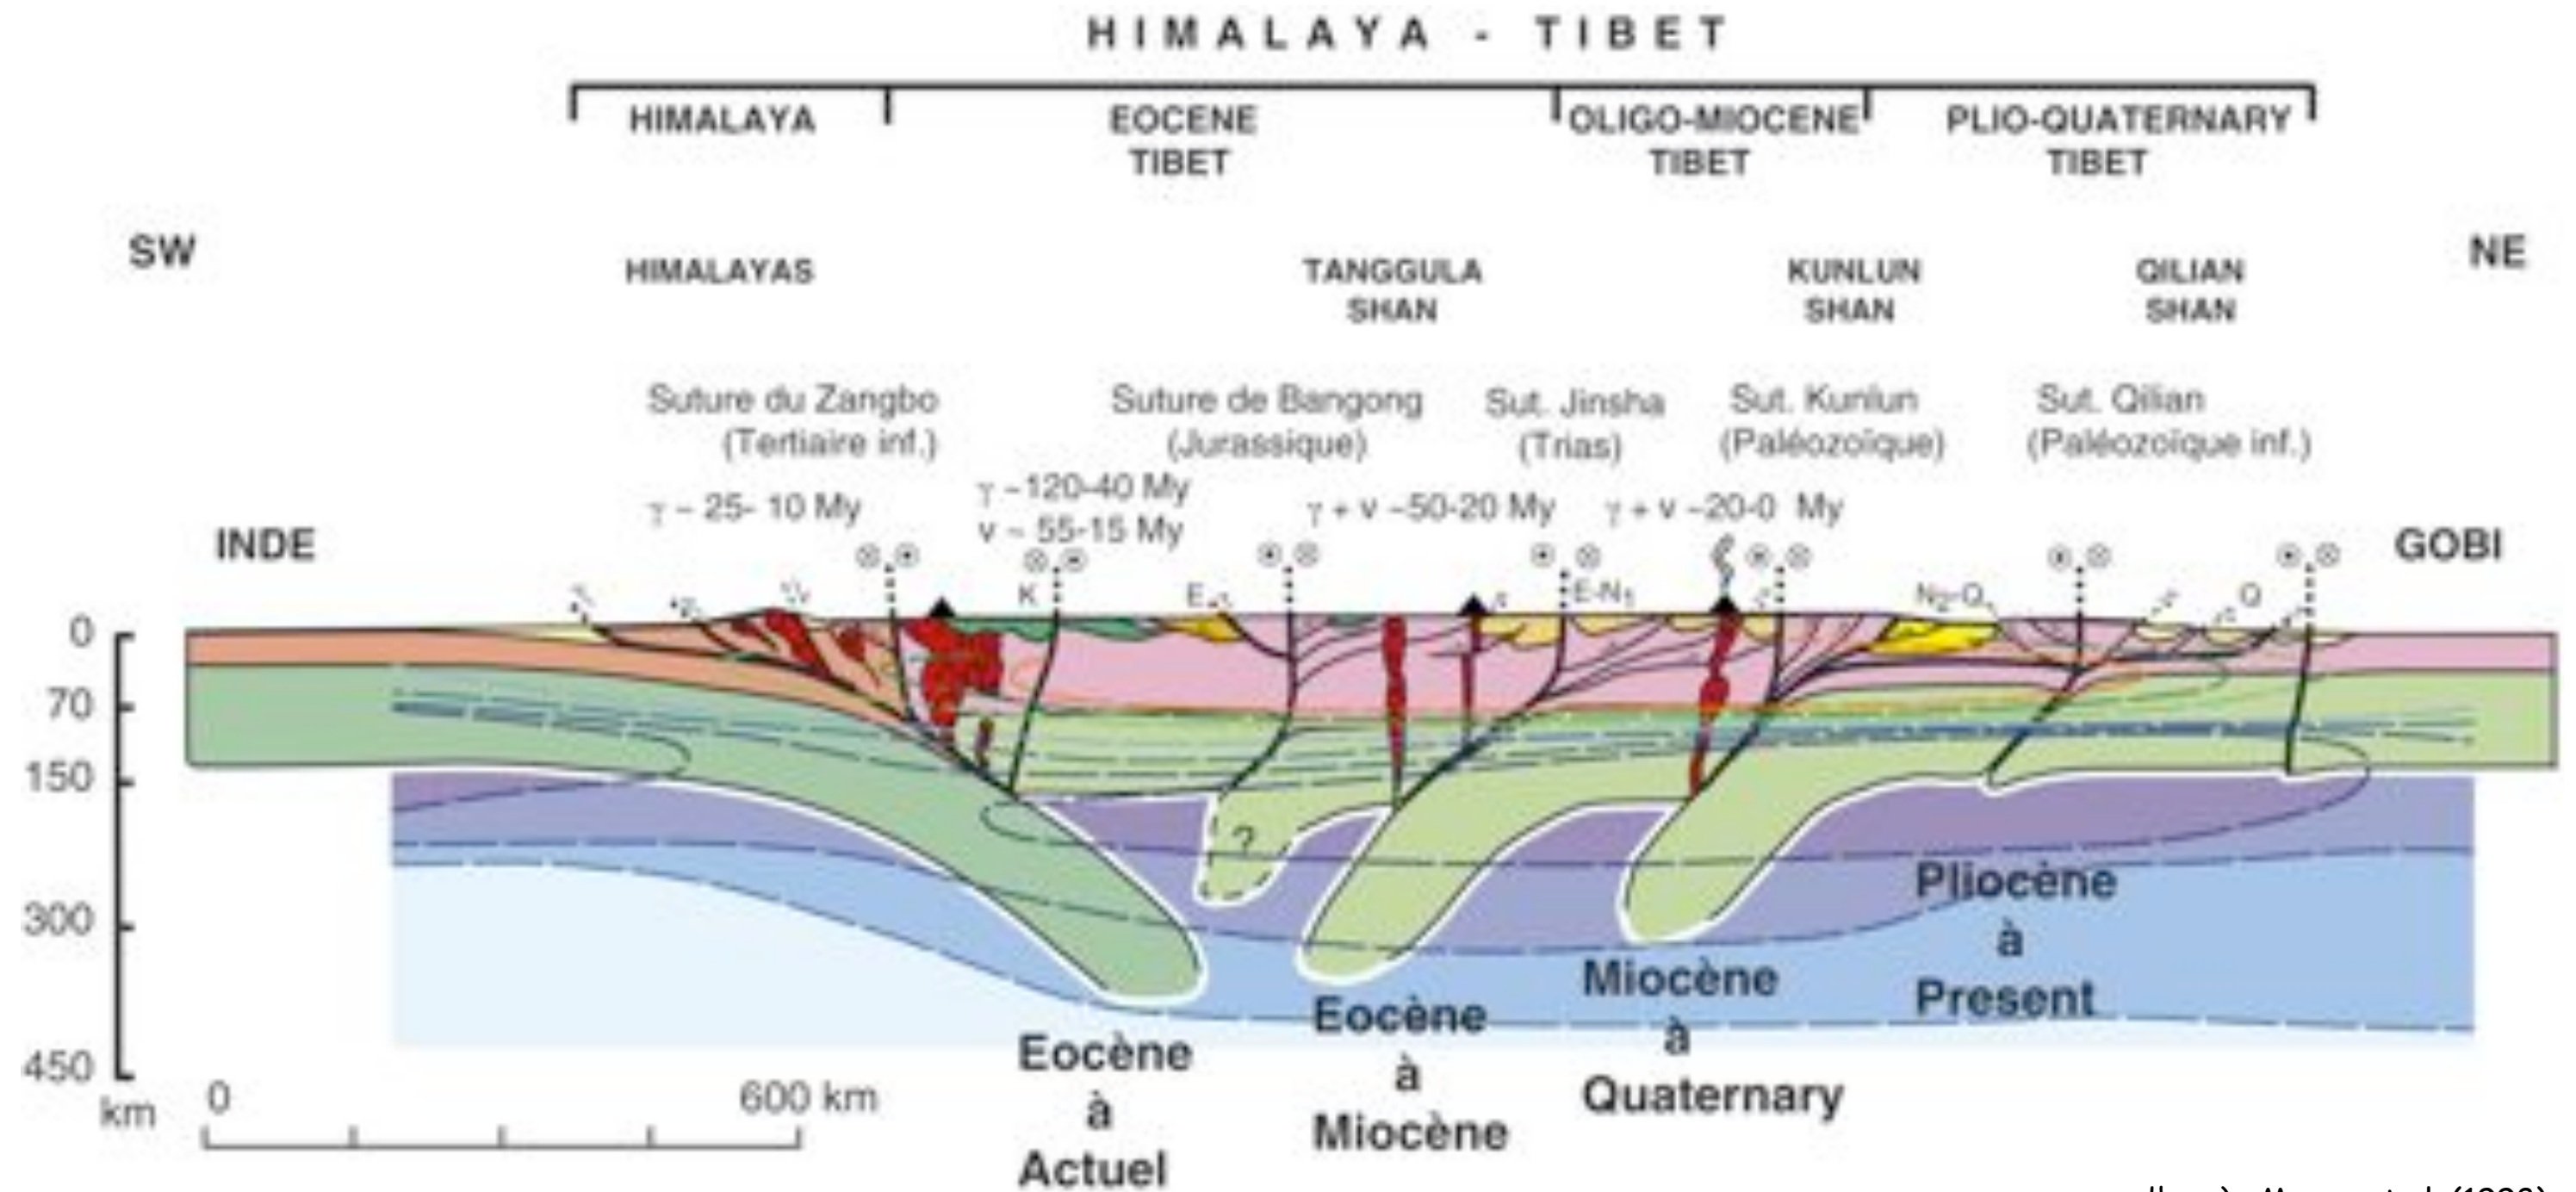 HIMALAYA - TIBET
HIMALAYA
EOCENE
TIBET
OLIGO-MIOCENE
TIBET
PLIO-QUATERNARY
TIBET
SW
NE
HIMALAYAS
TANGGULA
SHAN
KUNLUN
SHAN
QILIAN
SHAN
Suture du Zangbo
(Tertiaire inf.)
Suture de Bangong
(Jurassique)
Sut. Jinsha
(Trias)
Sut. Kunlun
(Paléozoïque)
Sut. Qilian
(Paléozoïque inf.)
γ ~ 25- 10 My
γ ~120-40 My
v ~ 55-15 My
γ + v ~50-20 My
γ + v ~20-0 My
INDE
GOBI
K
E
E-N1
N2-Q
Q
0
70
150
300
450
km
0
600 km
?
Eocène
à
Actuel
Eocène
à
Miocène
Miocène
à
Quaternary
Pliocène
à
Present